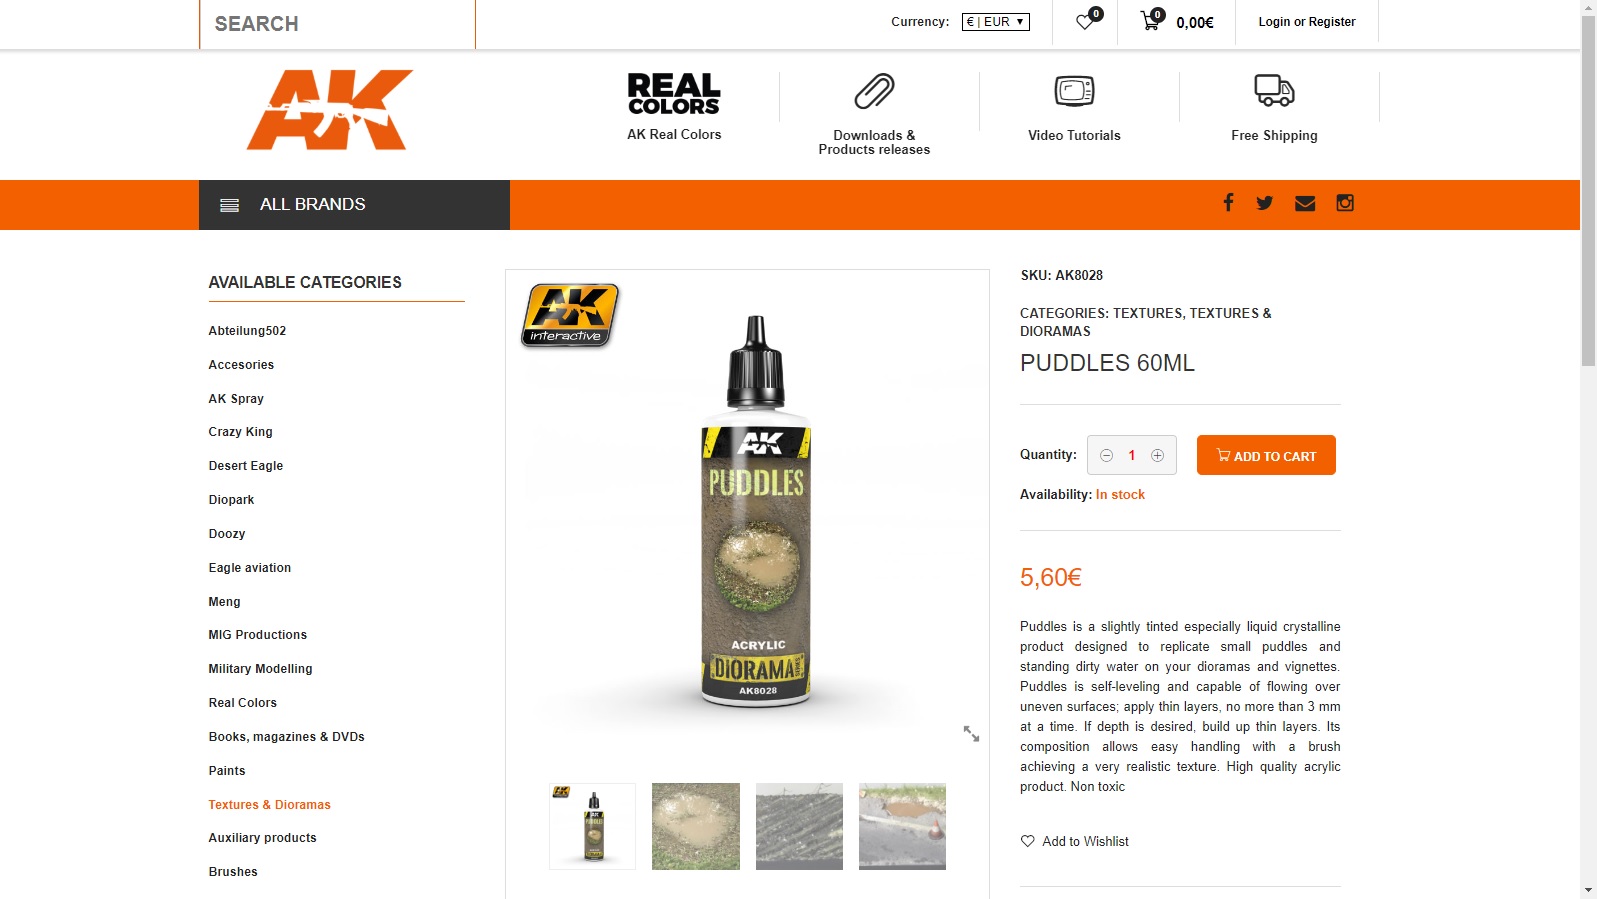 SEARCH
Currency: € | EUR
0
0
0,00€
Login or Register
AK
REAL
COLORS
AK Real Colors
Downloads &
Products releases
Video Tutorials
Free Shipping
ALL BRANDS
AVAILABLE CATEGORIES
Abteilung502
Accesories
AK Spray
Crazy King
Desert Eagle
Diopark
Doozy
Eagle aviation
Meng
MIG Productions
Military Modelling
Real Colors
Books, magazines & DVDs
Paints
Textures & Dioramas
Auxiliary products
Brushes
AK
interactive
AK
PUDDLES
ACRYLIC
DIORAMA SERIES
AK8028
AK
AK
PUDDLES
SKU: AK8028
CATEGORIES: TEXTURES, TEXTURES &
DIORAMAS
PUDDLES 60ML
Quantity: 1
ADD TO CART
Availability: In stock
5,60€
Puddles is a slightly tinted especially liquid crystalline
product designed to replicate small puddles and
standing dirty water on your dioramas and vignettes.
Puddles is self-leveling and capable of flowing over
uneven surfaces; apply thin layers, no more than 3 mm
at a time. If depth is desired, build up thin layers. Its
composition allows easy handling with a brush
achieving a very realistic texture. High quality acrylic
product. Non toxic
Add to Wishlist